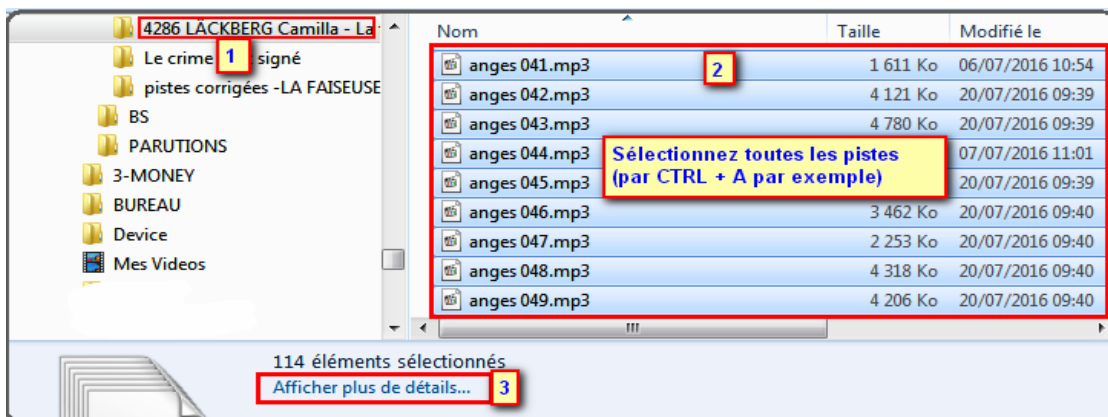 4286 LÄCKBERG Camilla - La
Le crime signé
1
pistes corrigées -LA FAISEUSE
BS
PARUTIONS
3-MONEY
BUREAU
Device
Mes Videos
Nom Taille Modifié le
anges 041.mp3 1 611 Ko 06/07/2016 10:54
2
anges 042.mp3 4 121 Ko 20/07/2016 09:39
anges 043.mp3 4 780 Ko 20/07/2016 09:39
anges 044.mp3 07/07/2016 11:01
anges 045.mp3 20/07/2016 09:39
Sélectionnez toutes les pistes
(par CTRL + A par exemple)
anges 046.mp3 3 462 Ko 20/07/2016 09:40
anges 047.mp3 2 253 Ko 20/07/2016 09:40
anges 048.mp3 4 318 Ko 20/07/2016 09:40
anges 049.mp3 4 206 Ko 20/07/2016 09:40
114 éléments sélectionnés
Afficher plus de détails... 3